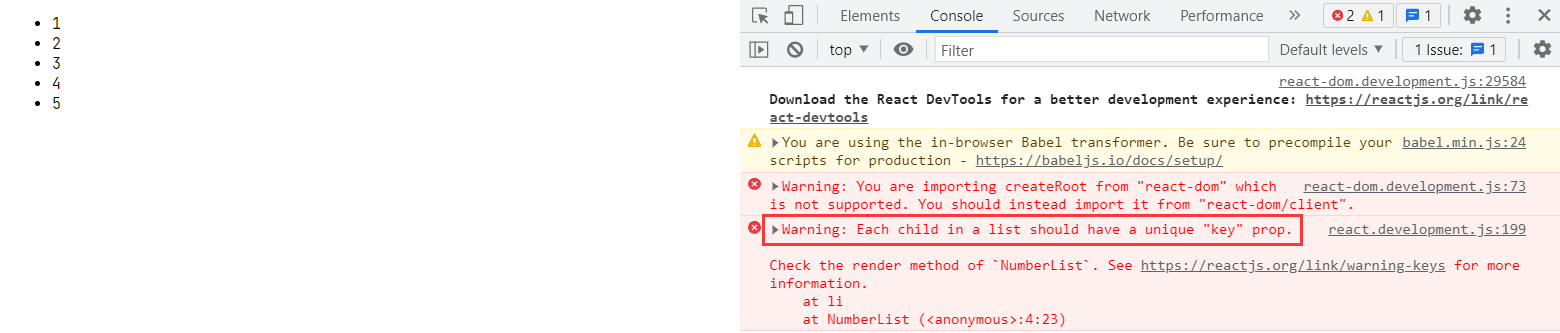 1
2
3
4
5
Elements Console Sources Network Performance » 2 1 1
top Filter Default levels 1 Issue: 1
react-dom.development.js:29584
Download the React DevTools for a better development experience: https://reactjs.org/link/re
act-devtools
You are using the in-browser Babel transformer. Be sure to precompile your babel.min.js:24
scripts for production - https://babeljs.io/docs/setup/
Warning: You are importing createRoot from "react-dom" which react-dom.development.js:73
is not supported. You should instead import it from "react-dom/client".
Warning: Each child in a list should have a unique "key" prop. react.development.js:199
Check the render method of `NumberList`. See https://reactjs.org/link/warning-keys for more
information.
at li
at NumberList (<anonymous>:4:23)